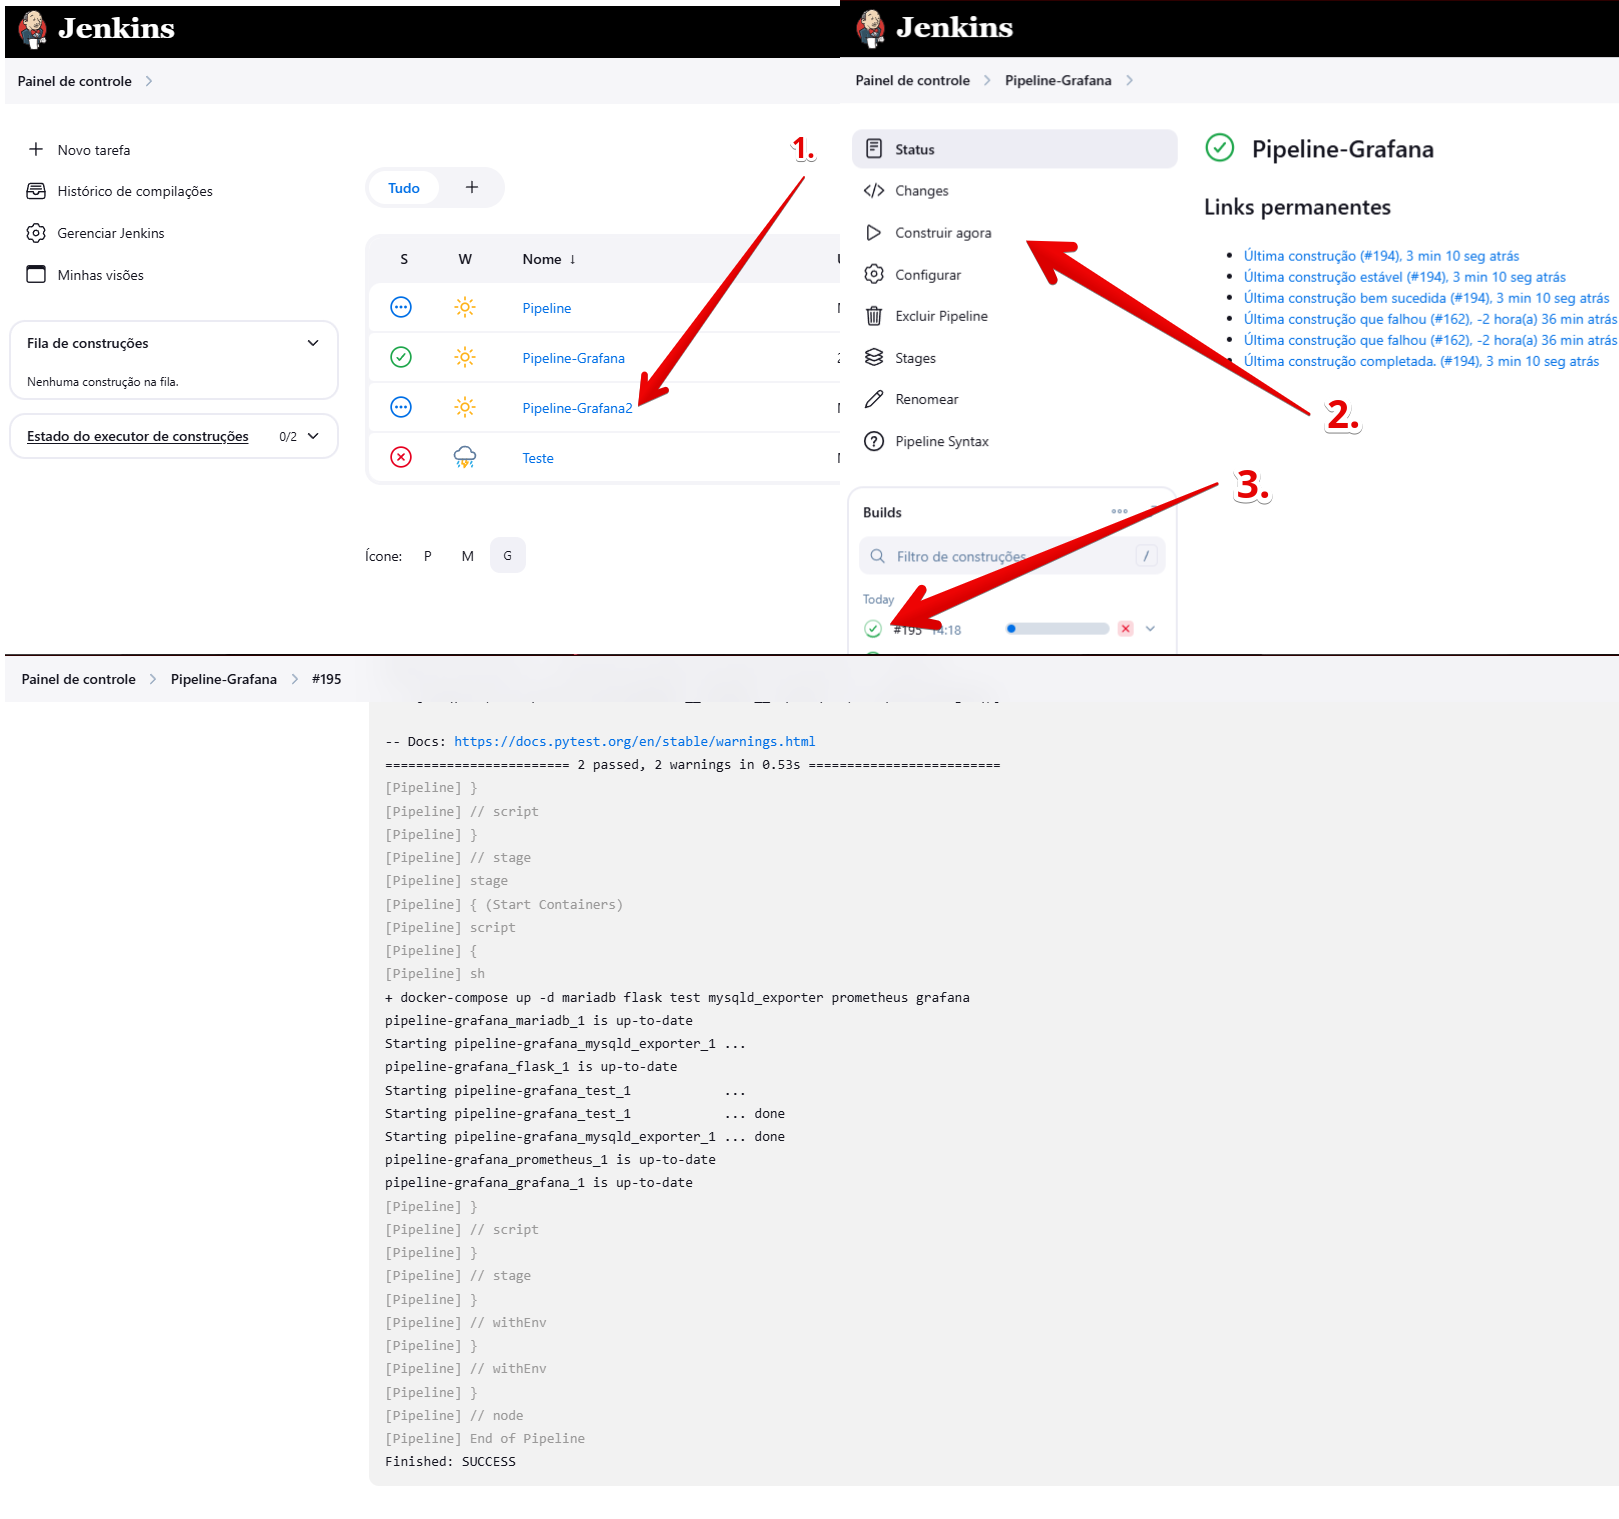 Jenkins
Painel de controle
Novo tarefa
Histórico de compilações
Gerenciar Jenkins
Minhas visões
Fila de construções
Nenhuma construção na fila.
Estado do executor de construções 0/2
Tudo +
S W Nome ↓
Pipeline
Pipeline-Grafana
Pipeline-Grafana2
Teste
Ícone: P M G
1.
Jenkins
Painel de controle Pipeline-Grafana
Status
Changes
Construir agora
Configurar
Excluir Pipeline
Stages
Renomear
Pipeline Syntax
Pipeline-Grafana
Links permanentes
Última construção (#194), 3 min 10 seg atrás
Última construção estável (#194), 3 min 10 seg atrás
Última construção bem sucedida (#194), 3 min 10 seg atrás
Última construção que falhou (#162), -2 hora(a) 36 min atrás
Última construção que falhou (#162), -2 hora(a) 36 min atrás
Última construção completada. (#194), 3 min 10 seg atrás
2.
3.
Builds
Filtro de construções /
Today
#195 14:18
Painel de controle Pipeline-Grafana #195
-- Docs: https://docs.pytest.org/en/stable/warnings.html
======================== 2 passed, 2 warnings in 0.53s =========================
[Pipeline] }
[Pipeline] // script
[Pipeline] }
[Pipeline] // stage
[Pipeline] stage
[Pipeline] { (Start Containers)
[Pipeline] script
[Pipeline] {
[Pipeline] sh
+ docker-compose up -d mariadb flask test mysqld_exporter prometheus grafana
pipeline-grafana_mariadb_1 is up-to-date
Starting pipeline-grafana_mysqld_exporter_1 ...
pipeline-grafana_flask_1 is up-to-date
Starting pipeline-grafana_test_1            ...
Starting pipeline-grafana_test_1            ... done
Starting pipeline-grafana_mysqld_exporter_1 ... done
pipeline-grafana_prometheus_1 is up-to-date
pipeline-grafana_grafana_1 is up-to-date
[Pipeline] }
[Pipeline] // script
[Pipeline] }
[Pipeline] // stage
[Pipeline] }
[Pipeline] // withEnv
[Pipeline] }
[Pipeline] // withEnv
[Pipeline] }
[Pipeline] // node
[Pipeline] End of Pipeline
Finished: SUCCESS